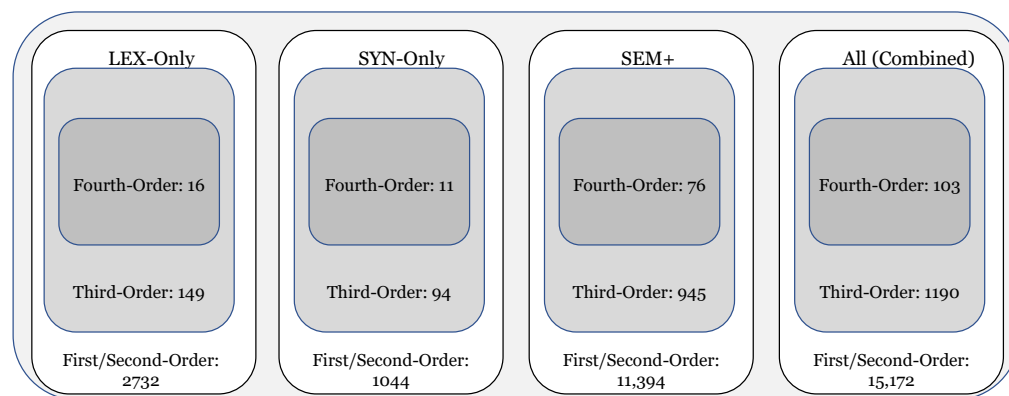 LEX-Only
Fourth-Order: 16
Third-Order: 149
First/Second-Order:
2732
SYN-Only
Fourth-Order: 11
Third-Order: 94
First/Second-Order:
1044
SEM+
Fourth-Order: 76
Third-Order: 945
First/Second-Order:
11,394
All (Combined)
Fourth-Order: 103
Third-Order: 1190
First/Second-Order:
15,172